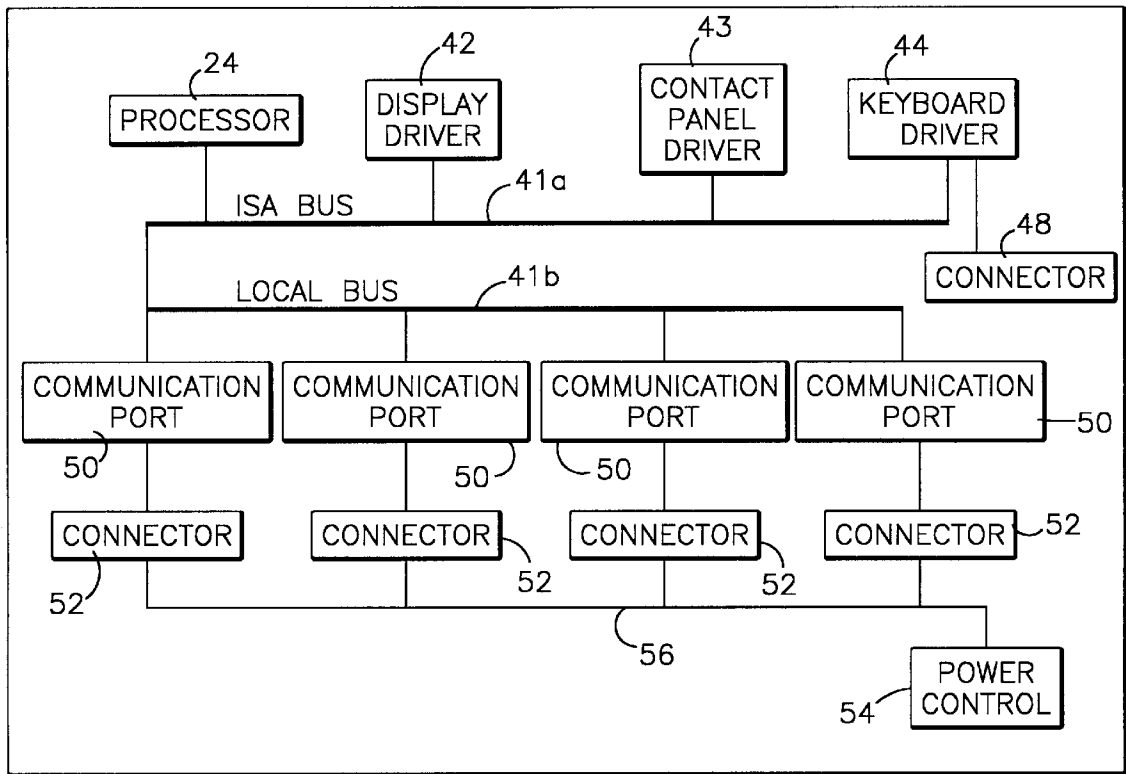 24
42
43
44
PROCESSOR
DISPLAY
DRIVER
CONTACT
PANEL
DRIVER
KEYBOARD
DRIVER
ISA BUS
41a
48
CONNECTOR
LOCAL BUS
41b
COMMUNICATION
PORT
COMMUNICATION
PORT
COMMUNICATION
PORT
COMMUNICATION
PORT
50
50
50
50
CONNECTOR
CONNECTOR
CONNECTOR
CONNECTOR
52
52
52
52
56
54
POWER
CONTROL